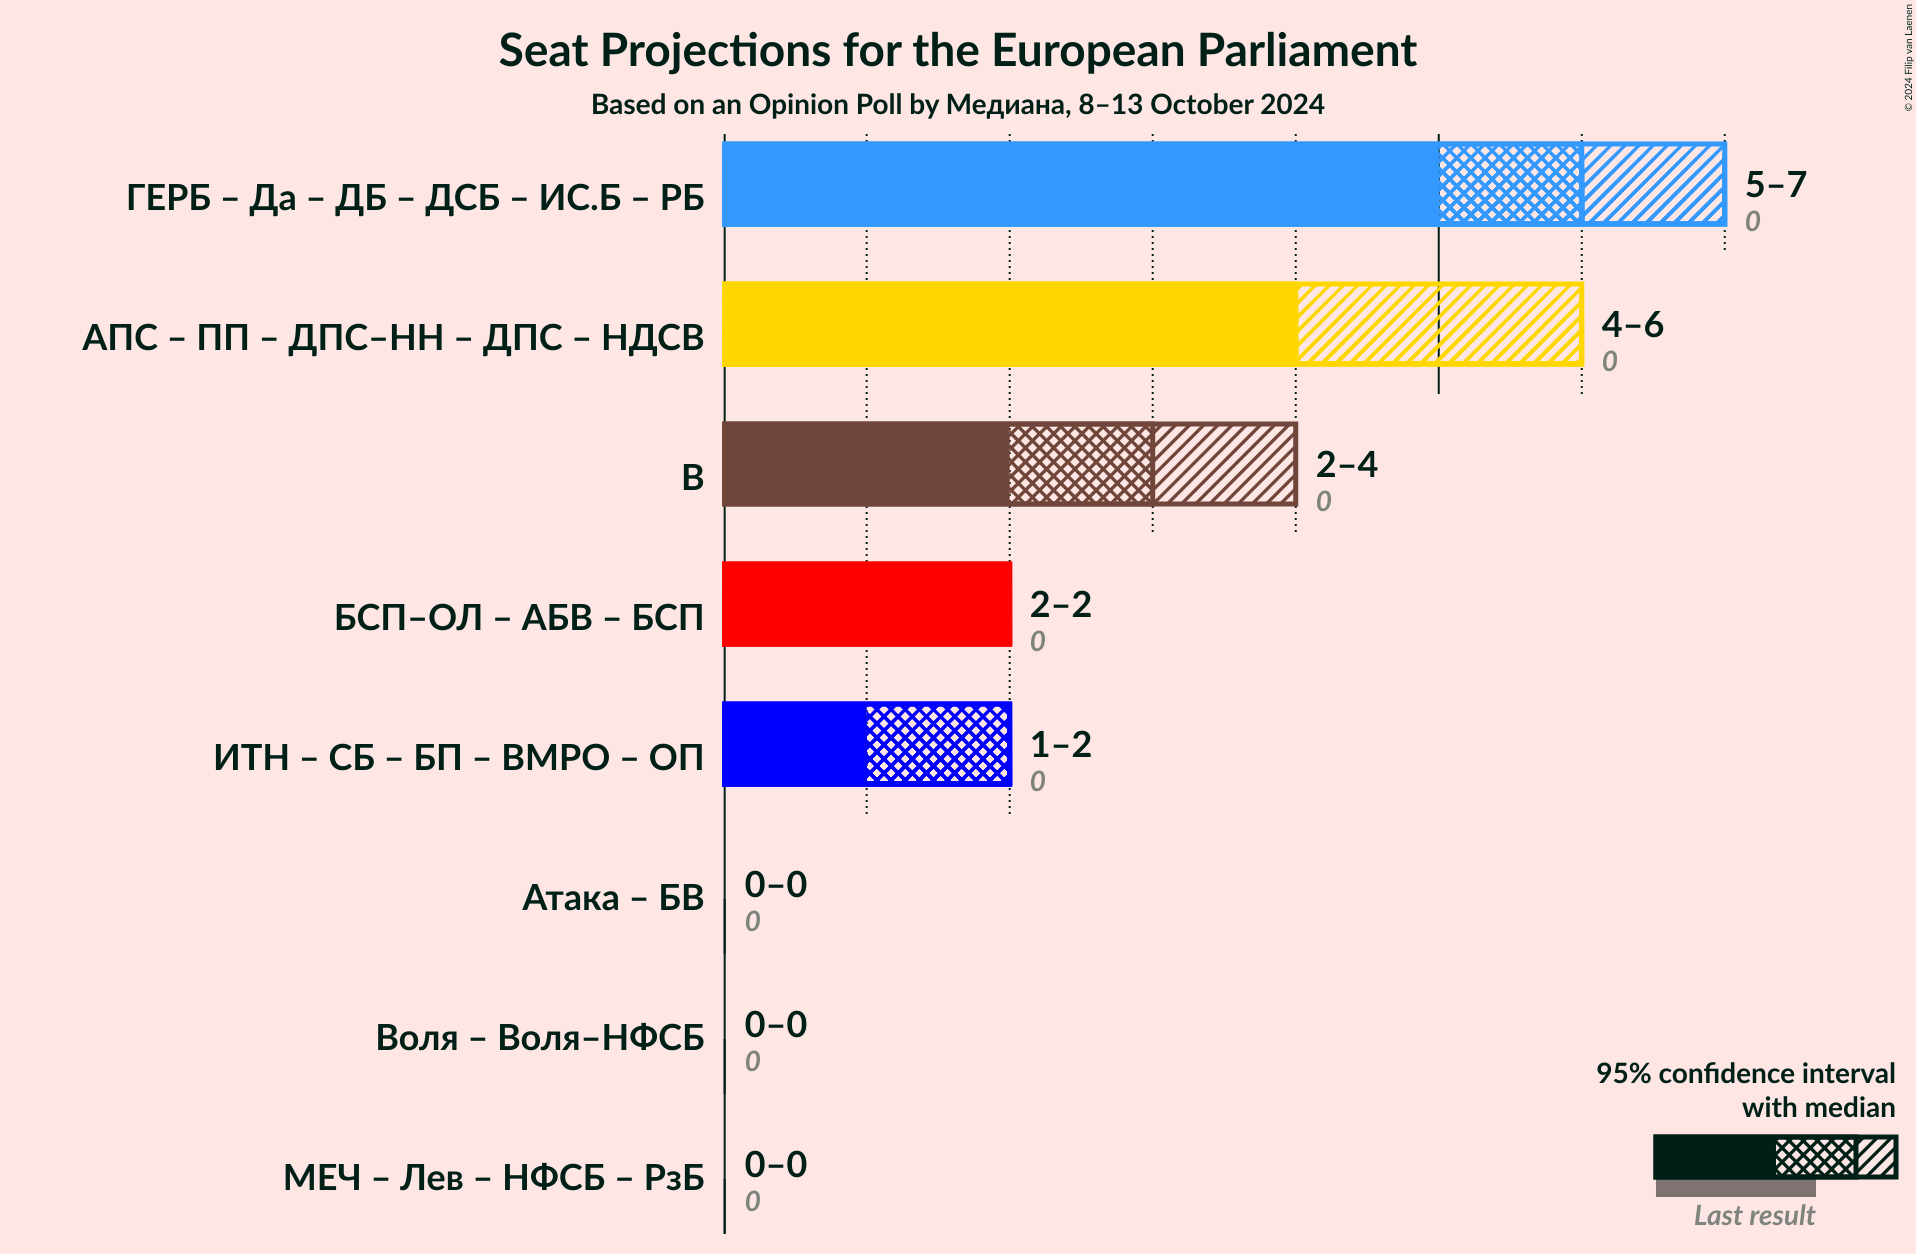 Seat Projections for the European Parliament
Based on an Opinion Poll by Медиана, 8–13 October 2024
© 2024 Filip van Laenen
ГЕРБ – Да – ДБ – ДСБ – ИС.Б – РБ
5–7
0
АПС – ПП – ДПС–НН – ДПС – НДСВ
4–6
0
В
2–4
0
БСП–ОЛ – АБВ – БСП
2–2
0
ИТН – СБ – БП – ВМРО – ОП
1–2
0
Атака – БВ
0–0
0
Воля – Воля–НФСБ
0–0
0
МЕЧ – Лев – НФСБ – РзБ
0–0
0
95% confidence interval
with median
Last result